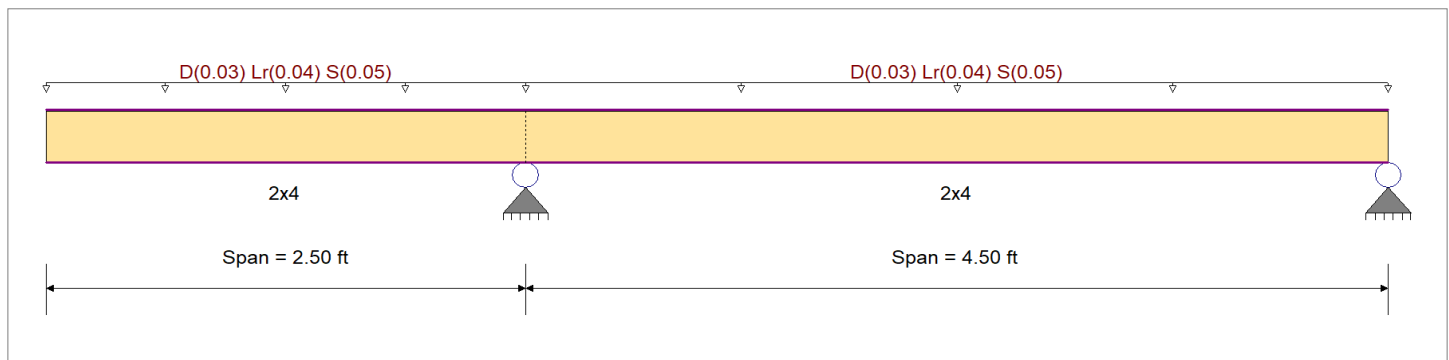 D(0.03) Lr(0.04) S(0.05)
D(0.03) Lr(0.04) S(0.05)
2x4
2x4
Span = 2.50 ft
Span = 4.50 ft